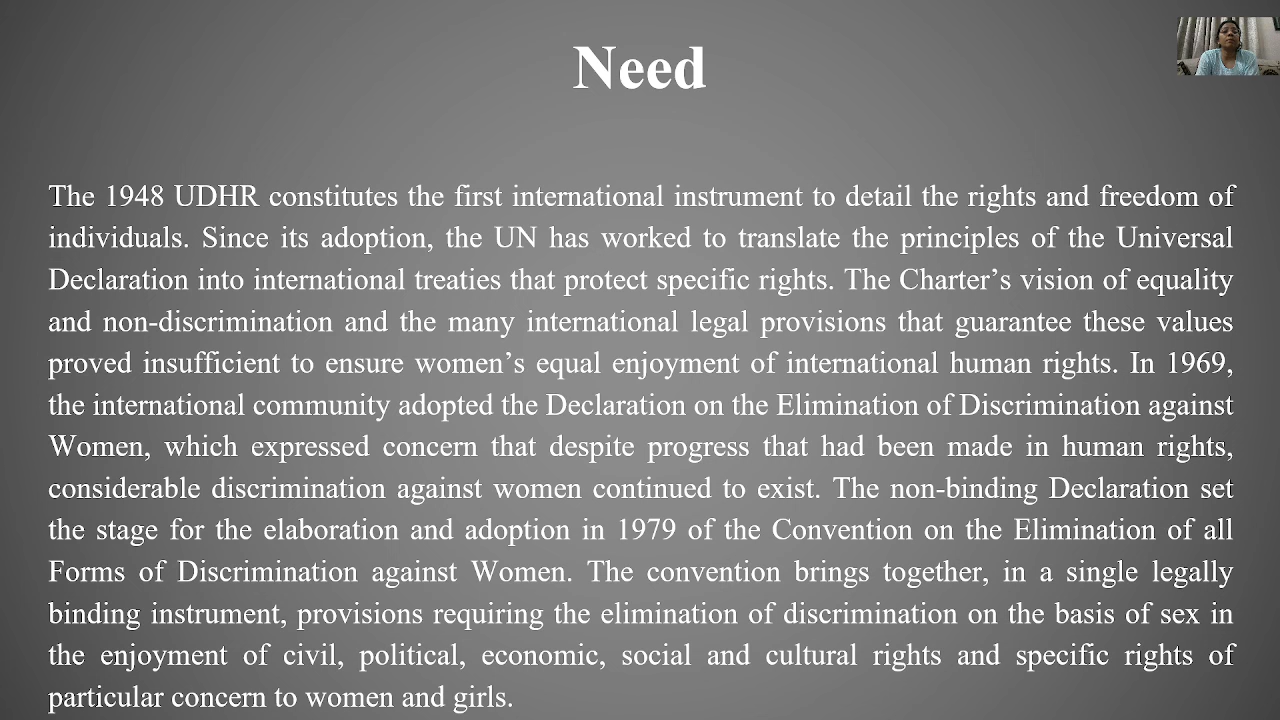 Need
The 1948 UDHR constitutes the first international instrument to detail the rights and freedom of
individuals. Since its adoption, the UN has worked to translate the principles of the Universal
Declaration into international treaties that protect specific rights. The Charter’s vision of equality
and non-discrimination and the many international legal provisions that guarantee these values
proved insufficient to ensure women’s equal enjoyment of international human rights. In 1969,
the international community adopted the Declaration on the Elimination of Discrimination against
Women, which expressed concern that despite progress that had been made in human rights,
considerable discrimination against women continued to exist. The non-binding Declaration set
the stage for the elaboration and adoption in 1979 of the Convention on the Elimination of all
Forms of Discrimination against Women. The convention brings together, in a single legally
binding instrument, provisions requiring the elimination of discrimination on the basis of sex in
the enjoyment of civil, political, economic, social and cultural rights and specific rights of
particular concern to women and girls.